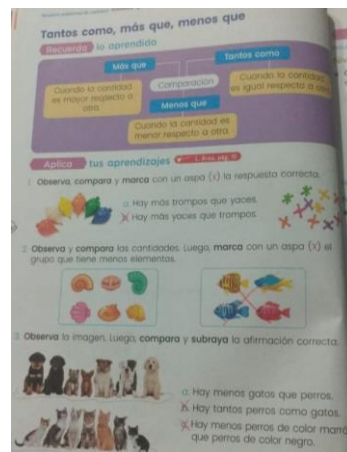 Tantos como, más que, menos que
Recuerda lo aprendido
Más que
Tantos como
Comparación
Cuando la cantidad
es mayor respecto a
otra.
Cuando la cantidad
es igual respecto a otra.
Menos que
Cuando la cantidad es
menor respecto a otra.
Aplica tus aprendizajes
1. Observa, compara y marca con un aspa (x) la respuesta correcta.
a. Hay más trompos que yaces.
Hay más yaces que trompos.
2. Observa y compara las cantidades. Luego, marca con un aspa (x) el
grupo que tiene menos elementos.
3. Observa la imagen. Luego, compara y subraya la afirmación correcta.
a. Hay menos gatos que perros.
b. Hay tantos perros como gatos.
Hay menos perros de color marró
que perros de color negro.